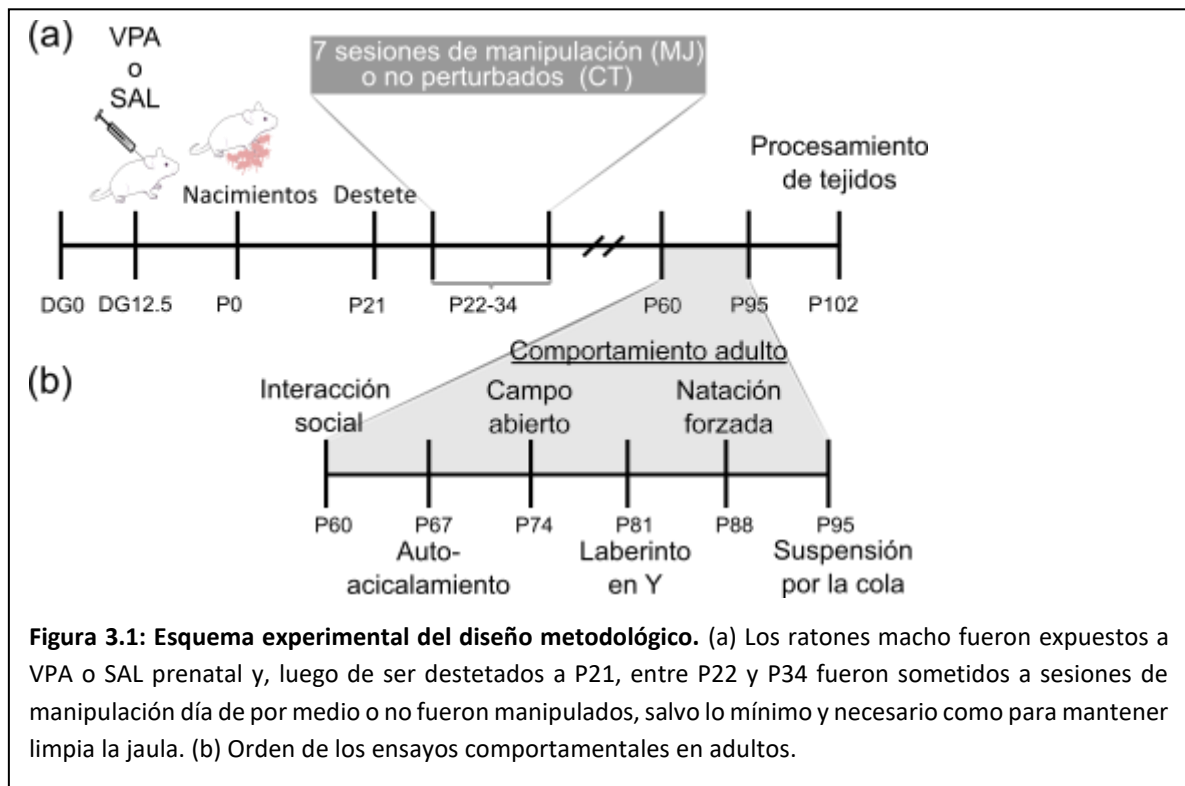 (a)
VPA
o
SAL
7 sesiones de manipulación (MJ)
o no perturbados (CT)
Nacimientos
Destete
Procesamiento
de tejidos
DG0
DG12.5
P0
P21
P22-34
P60
P95
P102
(b)
Comportamiento adulto
Interacción
social
Campo
abierto
Natación
forzada
P60
P67
P74
P81
P88
P95
Auto-
acicalamiento
Laberinto
en Y
Suspensión
por la cola
Figura 3.1: Esquema experimental del diseño metodológico. (a) Los ratones macho fueron expuestos a
VPA o SAL prenatal y, luego de ser destetados a P21, entre P22 y P34 fueron sometidos a sesiones de
manipulación día de por medio o no fueron manipulados, salvo lo mínimo y necesario como para mantener
limpia la jaula. (b) Orden de los ensayos comportamentales en adultos.